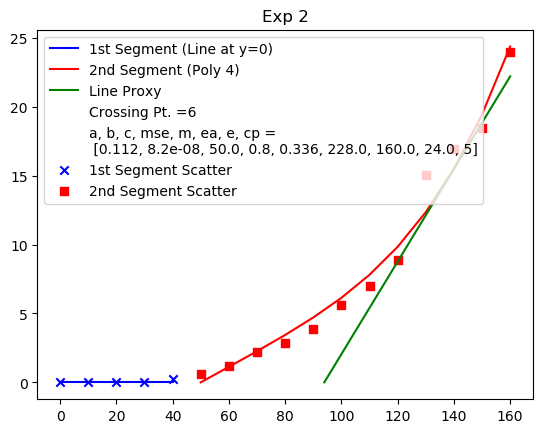 Exp 2
1st Segment (Line at y=0)
2nd Segment (Poly 4)
Line Proxy
Crossing Pt. =6
a, b, c, mse, m, ea, e, cp =
[0.112, 8.2e-08, 50.0, 0.8, 0.336, 228.0, 160.0, 24.0, 5]
1st Segment Scatter
2nd Segment Scatter
25
20
15
10
5
0
0 20 40 60 80 100 120 140 160